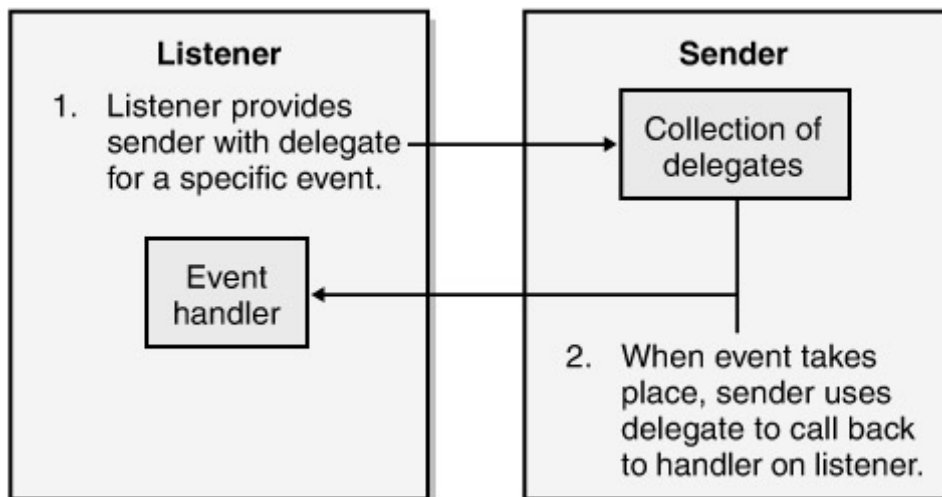 Listener
1. Listener provides
sender with delegate
for a specific event.
Event
handler
Sender
Collection of
delegates
2. When event takes
place, sender uses
delegate to call back
to handler on listener.